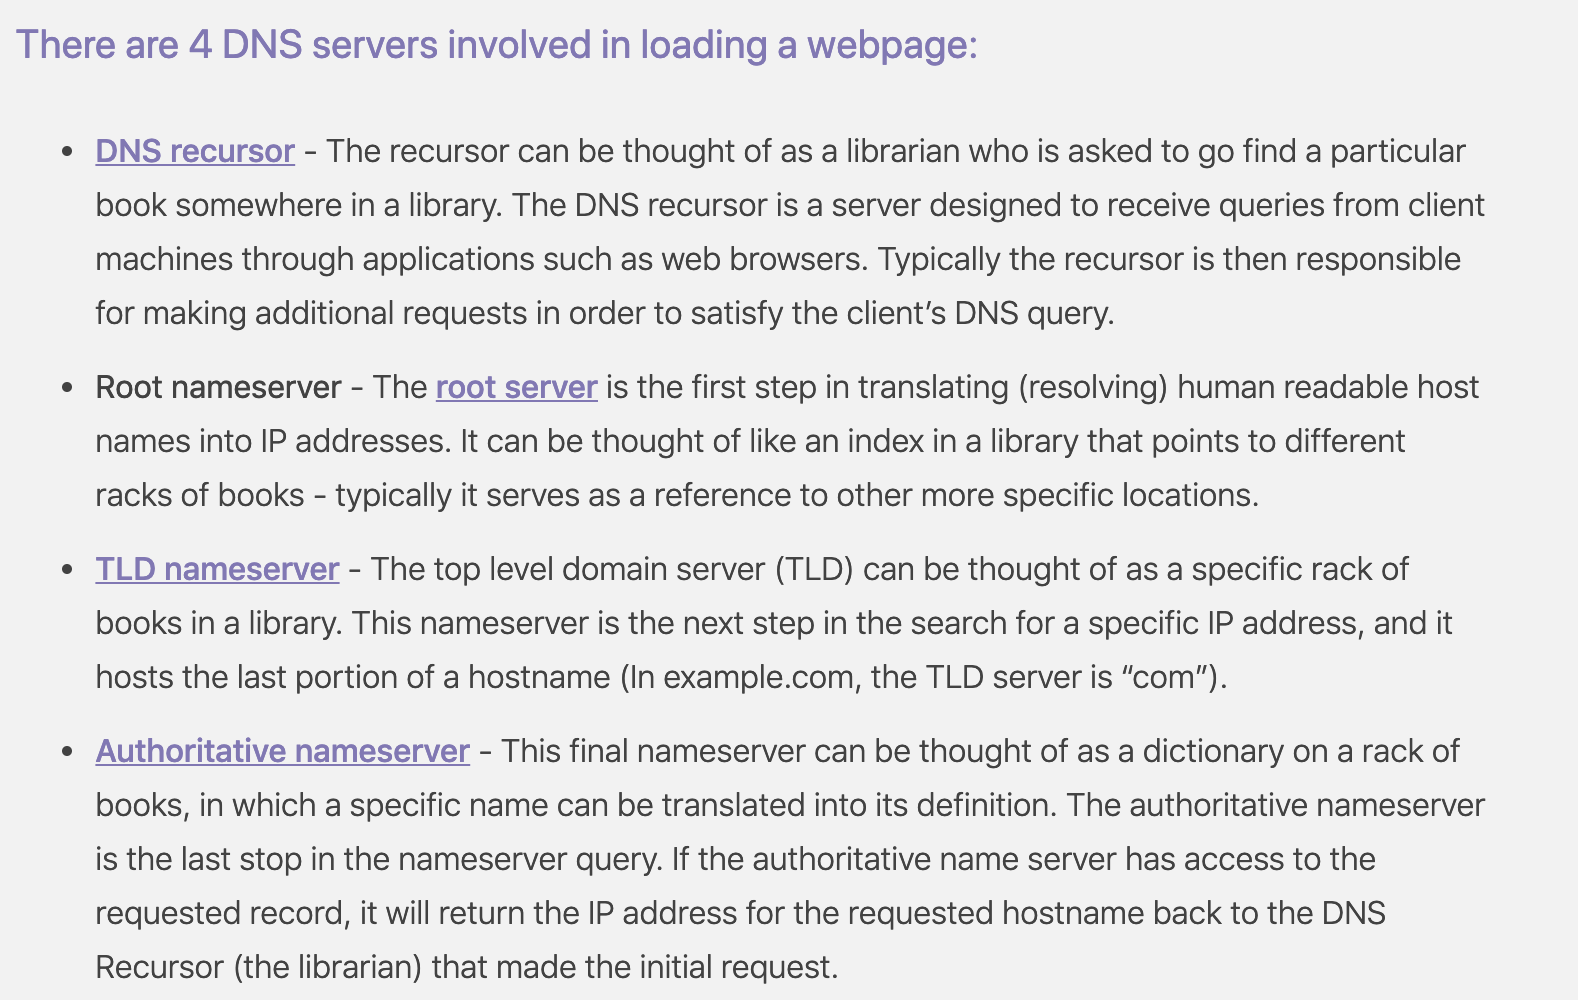 There are 4 DNS servers involved in loading a webpage:
• DNS recursor - The recursor can be thought of as a librarian who is asked to go find a particular
book somewhere in a library. The DNS recursor is a server designed to receive queries from client
machines through applications such as web browsers. Typically the recursor is then responsible
for making additional requests in order to satisfy the client’s DNS query.
• Root nameserver - The root server is the first step in translating (resolving) human readable host
names into IP addresses. It can be thought of like an index in a library that points to different
racks of books - typically it serves as a reference to other more specific locations.
• TLD nameserver - The top level domain server (TLD) can be thought of as a specific rack of
books in a library. This nameserver is the next step in the search for a specific IP address, and it
hosts the last portion of a hostname (In example.com, the TLD server is “com”).
• Authoritative nameserver - This final nameserver can be thought of as a dictionary on a rack of
books, in which a specific name can be translated into its definition. The authoritative nameserver
is the last stop in the nameserver query. If the authoritative name server has access to the
requested record, it will return the IP address for the requested hostname back to the DNS
Recursor (the librarian) that made the initial request.